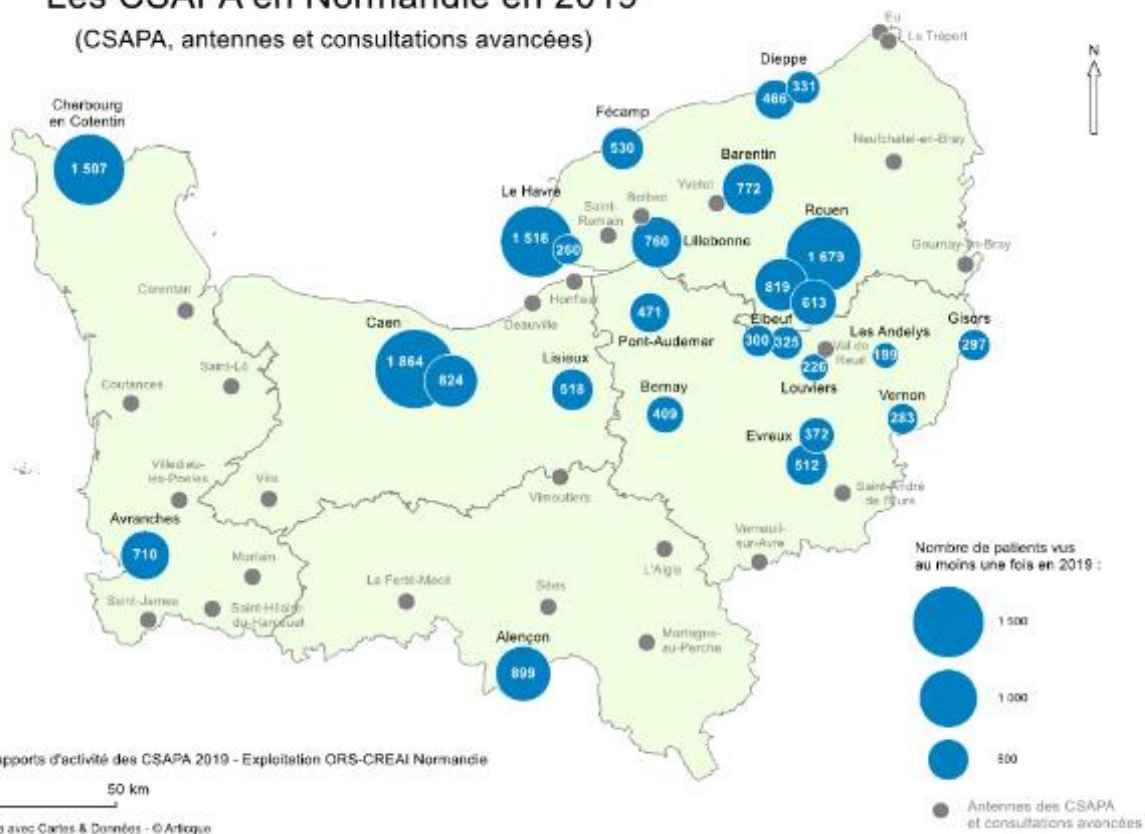 Les CSAPA en Normandie en 2019
(CSAPA, antennes et consultations avancées)
N
Eu
Le Tréport
Dieppe
466
331
Cherbourg
en Cotentin
1 507
Fécamp
530
Neufchatel-en-Bray
Barentin
772
Yvetot
Bolbec
Saint-
Romain
Le Havre
1 516
260
760
Lillebonne
Rouen
1 679
819
613
Gournay-en-Bray
Carentan
Honfleur
Deauville
471
Pont-Audemer
Elbeuf
300
325
Val de
Reuil
Les Andelys
199
Gisors
297
Caen
1 864
824
Lisieux
518
226
Louviers
Saint-Lô
Coutances
Bernay
409
Vernon
283
Evreux
372
512
Villedieu-
les-Poeles
Vire
Vimoutiers
Saint-André
de l'Eure
Avranches
710
Mortain
Verneuil-
sur-Avre
L'Aigle
Saint-James
Saint-Hilaire-
du-Harcouet
La Ferté-Macé
Sées
Mortagne-
au-Perche
Alençon
899
Nombre de patients vus
au moins une fois en 2019 :
1 500
1 000
500
Antennes des CSAPA
et consultations avancées
apports d'activité des CSAPA 2019 - Exploitation ORS-CREAI Normandie
50 km
avec Cartes & Données - © Articque